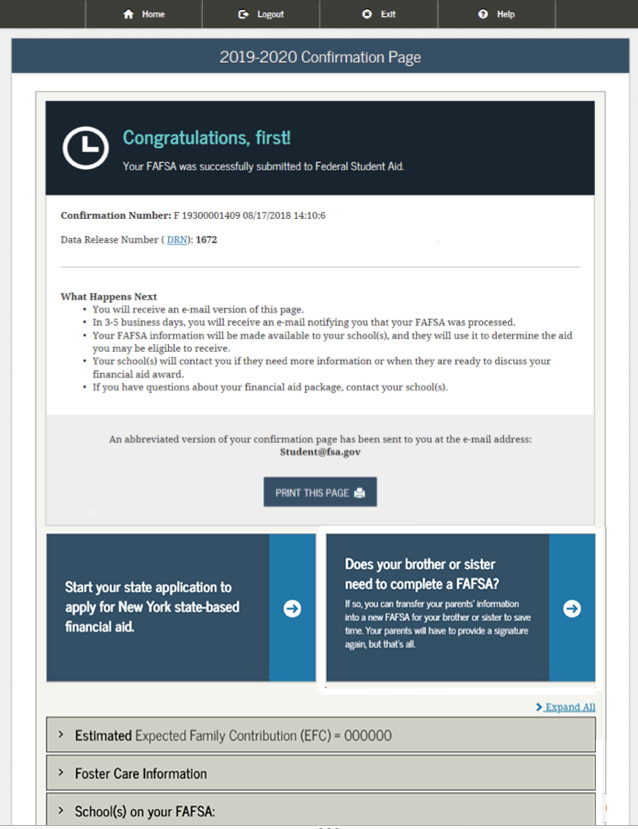 Home Logout Exit Help
2019-2020 Confirmation Page
Congratulations, first!
Your FAFSA was successfully submitted to Federal Student Aid.
Confirmation Number: F 19300001409 08/17/2018 14:10:6
Data Release Number ( DRN): 1672
What Happens Next
• You will receive an e-mail version of this page.
• In 3-5 business days, you will receive an e-mail notifying you that your FAFSA was processed.
• Your FAFSA information will be made available to your school(s), and they will use it to determine the aid
you may be eligible to receive.
• Your school(s) will contact you if they need more information or when they are ready to discuss your
financial aid award.
• If you have questions about your financial aid package, contact your school(s).
An abbreviated version of your confirmation page has been sent to you at the e-mail address:
Student@fsa.gov
PRINT THIS PAGE
Start your state application to
apply for New York state-based
financial aid.
Does your brother or sister
need to complete a FAFSA?
If so, you can transfer your parents' information
into a new FAFSA for your brother or sister to save
time. Your parents will have to provide a signature
again, but that's all.
Expand All
Estimated Expected Family Contribution (EFC) = 000000
Foster Care Information
School(s) on your FAFSA: